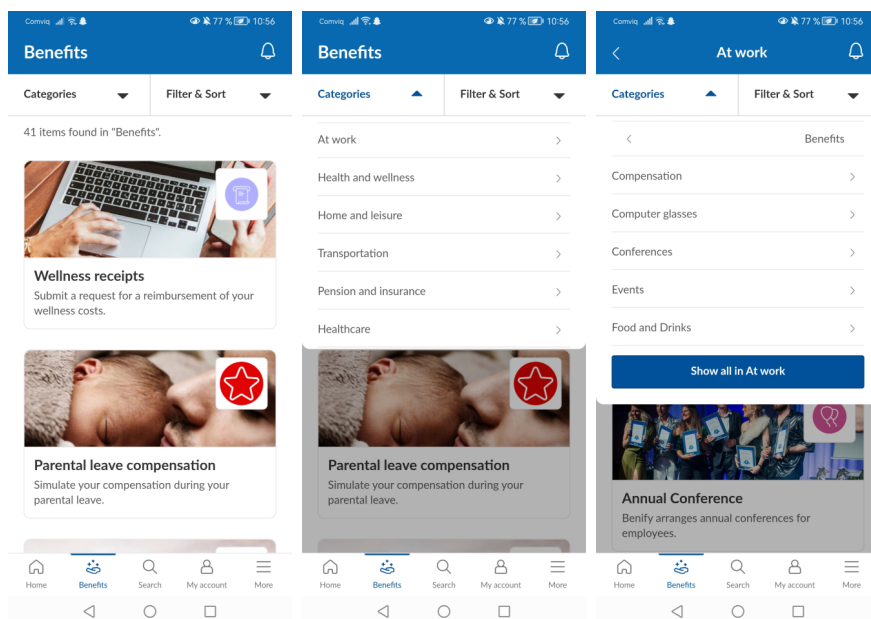 Comviq 77 % 10:56
Benefits
Categories Filter & Sort
41 items found in "Benefits".
Wellness receipts
Submit a request for a reimbursement of your
wellness costs.
Parental leave compensation
Simulate your compensation during your
parental leave.
Home Benefits Search My account More
Comviq 77 % 10:56
Benefits
Categories Filter & Sort
At work
Health and wellness
Home and leisure
Transportation
Pension and insurance
Healthcare
Parental leave compensation
Simulate your compensation during your
parental leave.
Home Benefits Search My account More
Comviq 77 % 10:56
At work
Categories Filter & Sort
Benefits
Compensation
Computer glasses
Conferences
Events
Food and Drinks
Show all in At work
Annual Conference
Benify arranges annual conferences for
employees.
Home Benefits Search My account More